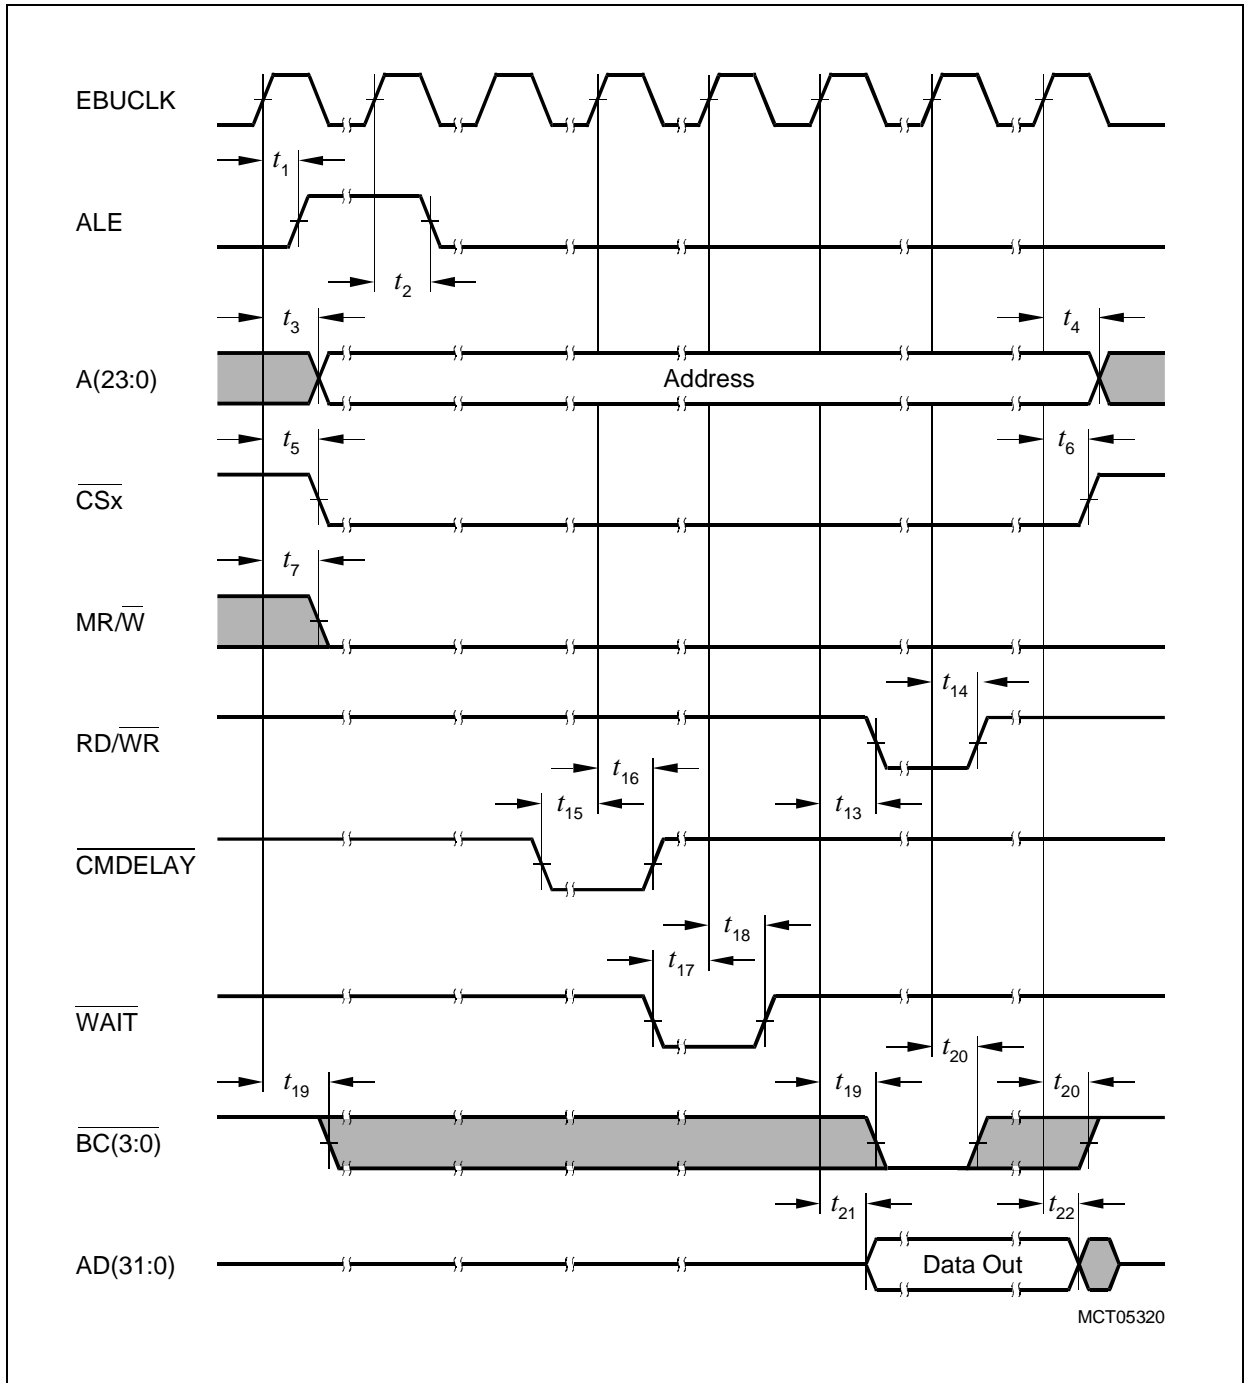 EBUCLK
t1
ALE
t2
t3
t4
A(23:0)
Address
t5
t6
CSx
t7
MR/W
t14
RD/WR
t16
t15
t13
CMDELAY
t18
t17
WAIT
t20
t19
t19
t20
BC(3:0)
t21
t22
AD(31:0)
Data Out
MCT05320